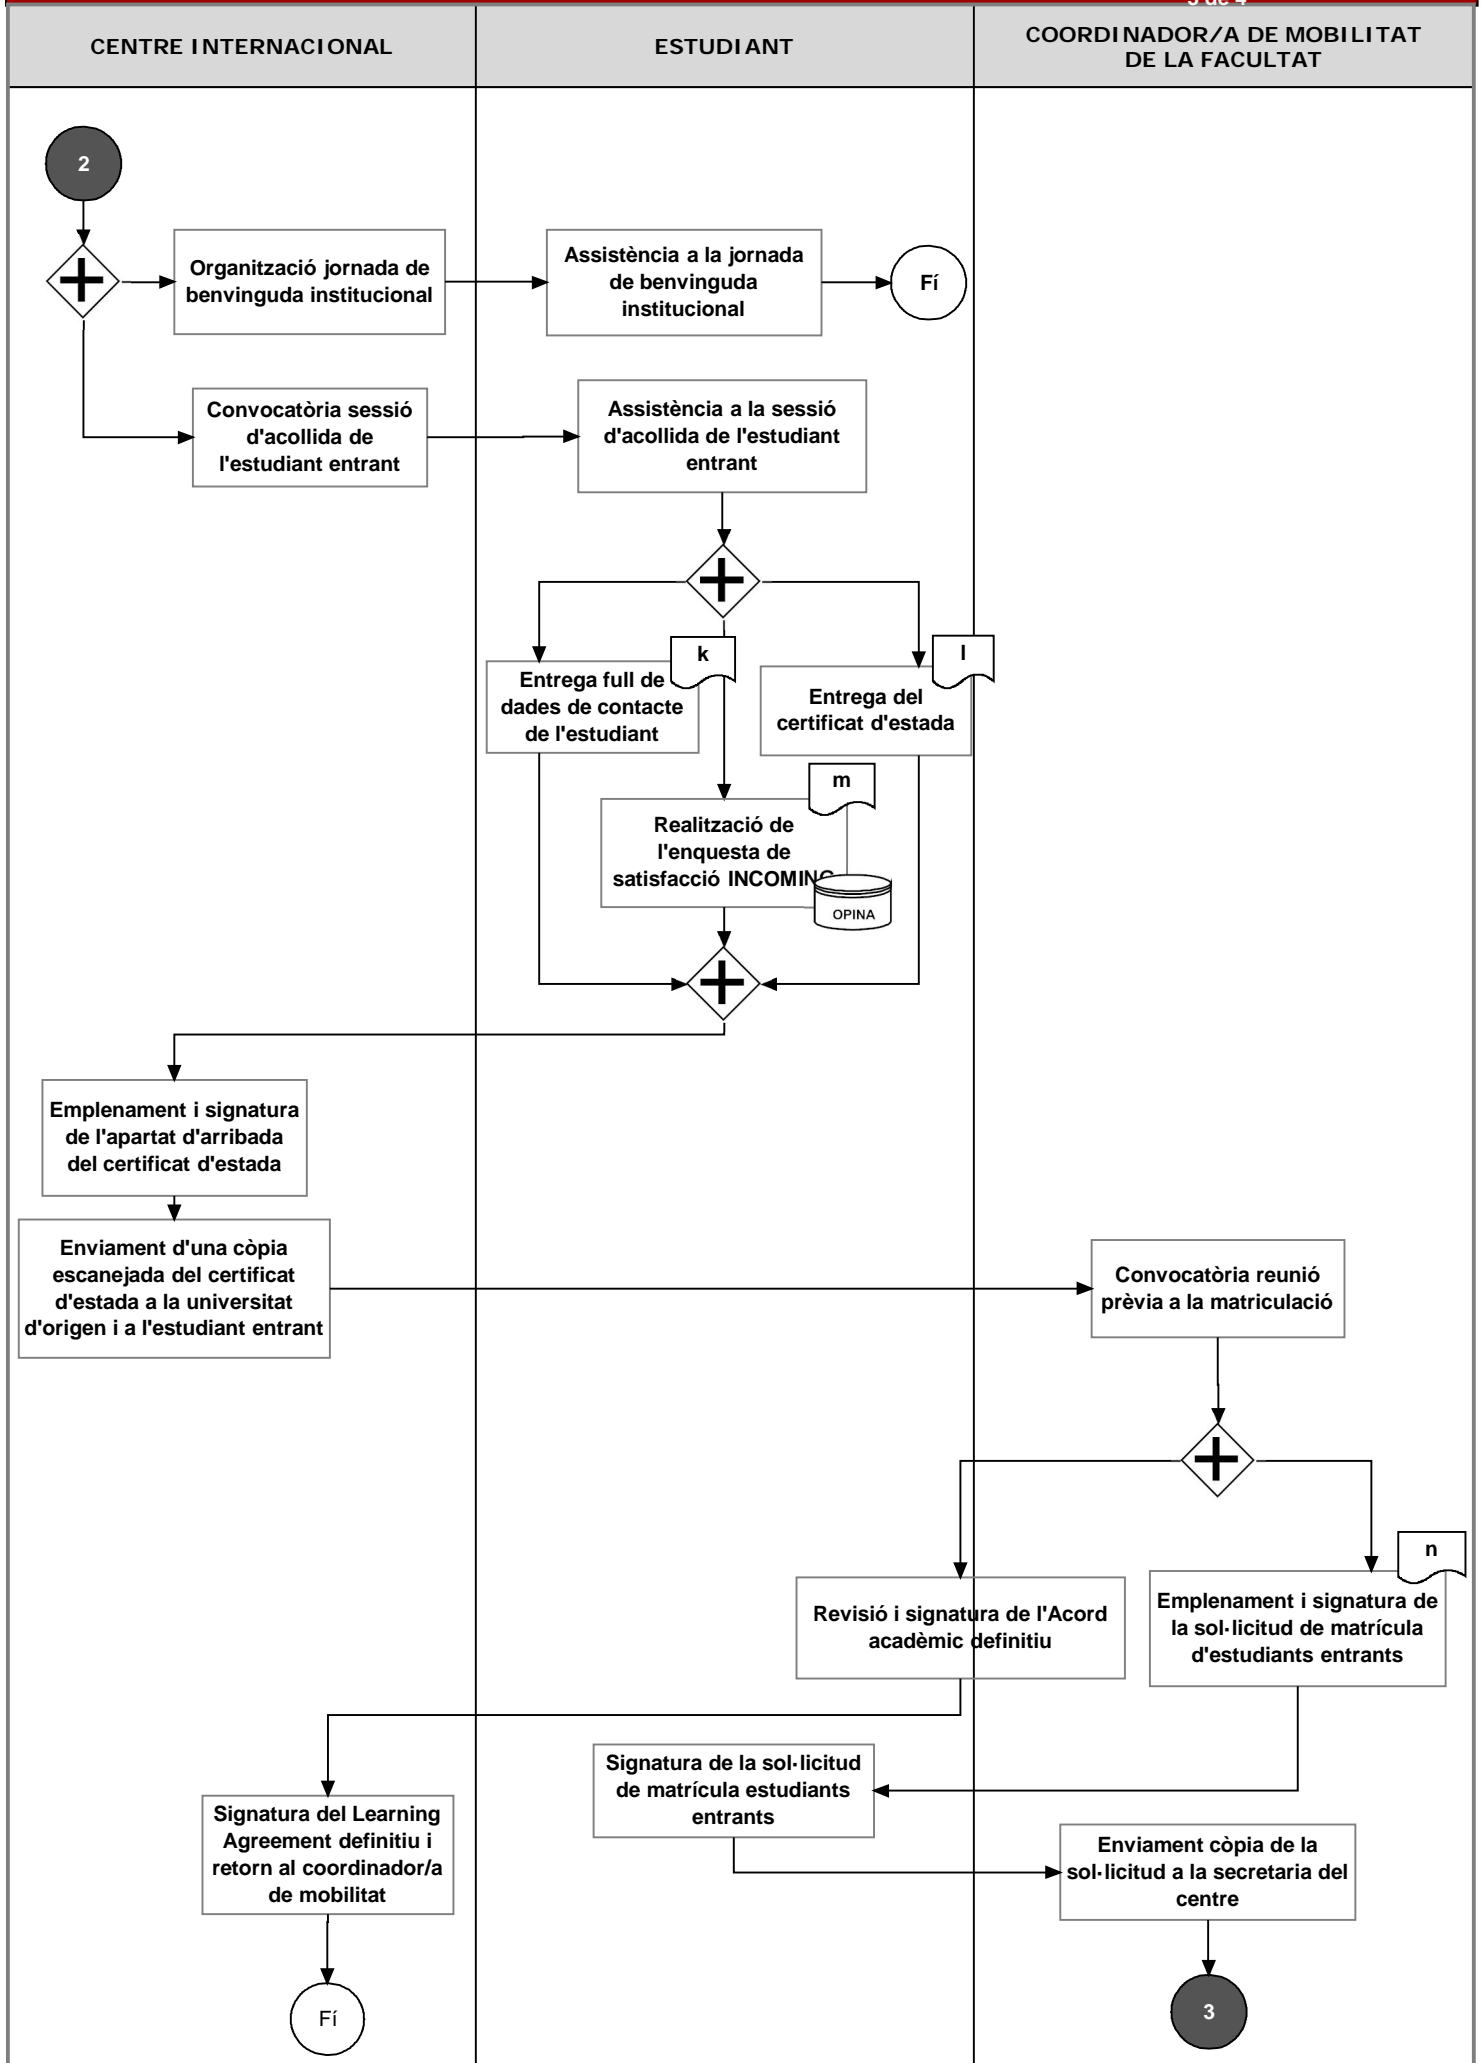 CENTRE INTERNACIONAL
ESTUDIANT
COORDINADOR/A DE MOBILITAT
DE LA FACULTAT
2
Organització jornada de
benvinguda institucional
Assistència a la jornada
de benvinguda
institucional
Fí
Convocatòria sessió
d'acollida de
l'estudiant entrant
Assistència a la sessió
d'acollida de l'estudiant
entrant
k
l
Entrega full de
dades de contacte
de l'estudiant
Entrega del
certificat d'estada
m
Realització de
l'enquesta de
satisfacció INCOMING
OPINA
Emplenament i signatura
de l'apartat d'arribada
del certificat d'estada
Enviament d'una còpia
escanejada del certificat
d'estada a la universitat
d'origen i a l'estudiant entrant
Convocatòria reunió
prèvia a la matriculació
n
Revisió i signatura de l'Acord
acadèmic definitiu
Emplenament i signatura de
la sol·licitud de matrícula
d'estudiants entrants
Signatura de la sol·licitud
de matrícula estudiants
entrants
Signatura del Learning
Agreement definitiu i
retorn al coordinador/a
de mobilitat
Enviament còpia de la
sol·licitud a la secretaria del
centre
Fí
3